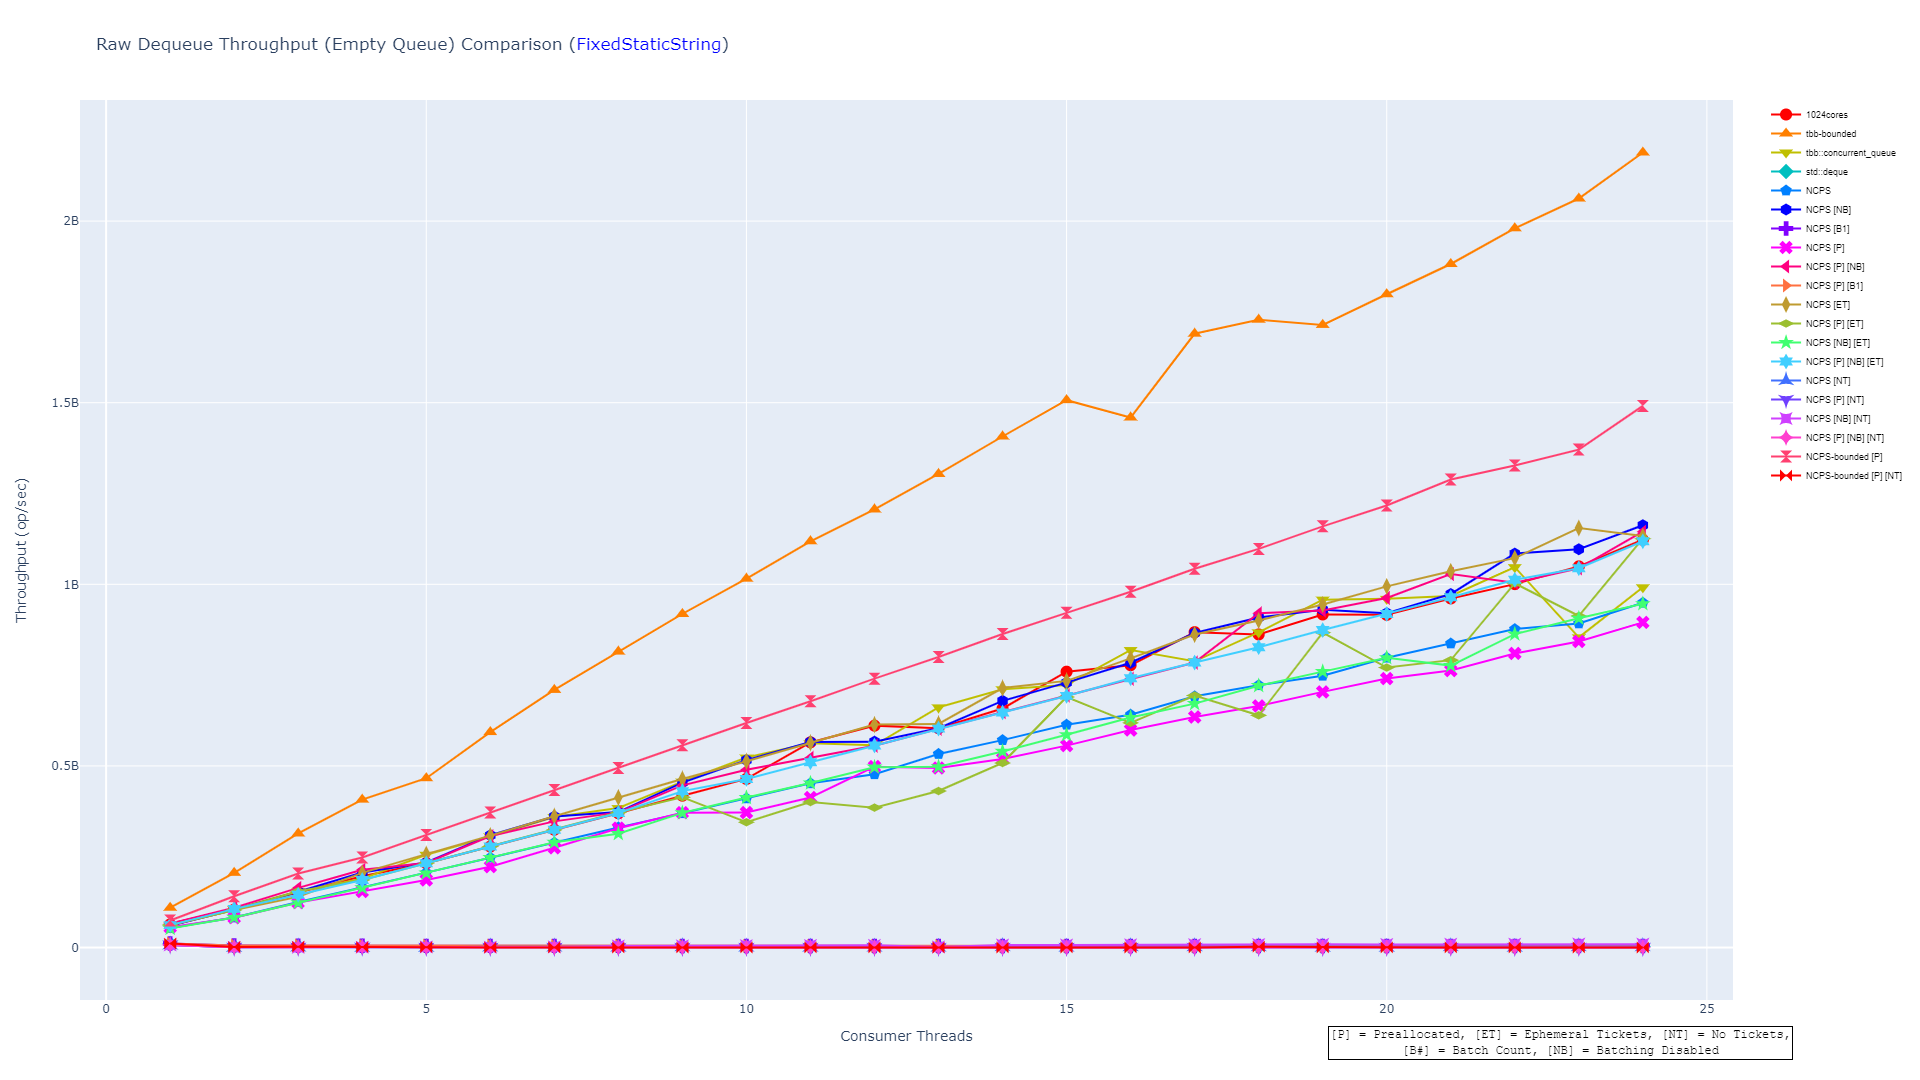 Raw Dequeue Throughput (Empty Queue) Comparison (FixedStaticString)
Throughput (op/sec)
2B
1.5B
1B
0.5B
0
0
5
10
15
20
25
Consumer Threads
1024cores
tbb-bounded
tbb::concurrent_queue
std::deque
NCPS
NCPS [NB]
NCPS [B1]
NCPS [P]
NCPS [P] [NB]
NCPS [P] [B1]
NCPS [ET]
NCPS [P] [ET]
NCPS [NB] [ET]
NCPS [P] [NB] [ET]
NCPS [NT]
NCPS [P] [NT]
NCPS [NB] [NT]
NCPS [P] [NB] [NT]
NCPS-bounded [P]
NCPS-bounded [P] [NT]
[P] = Preallocated, [ET] = Ephemeral Tickets, [NT] = No Tickets,
[B#] = Batch Count, [NB] = Batching Disabled